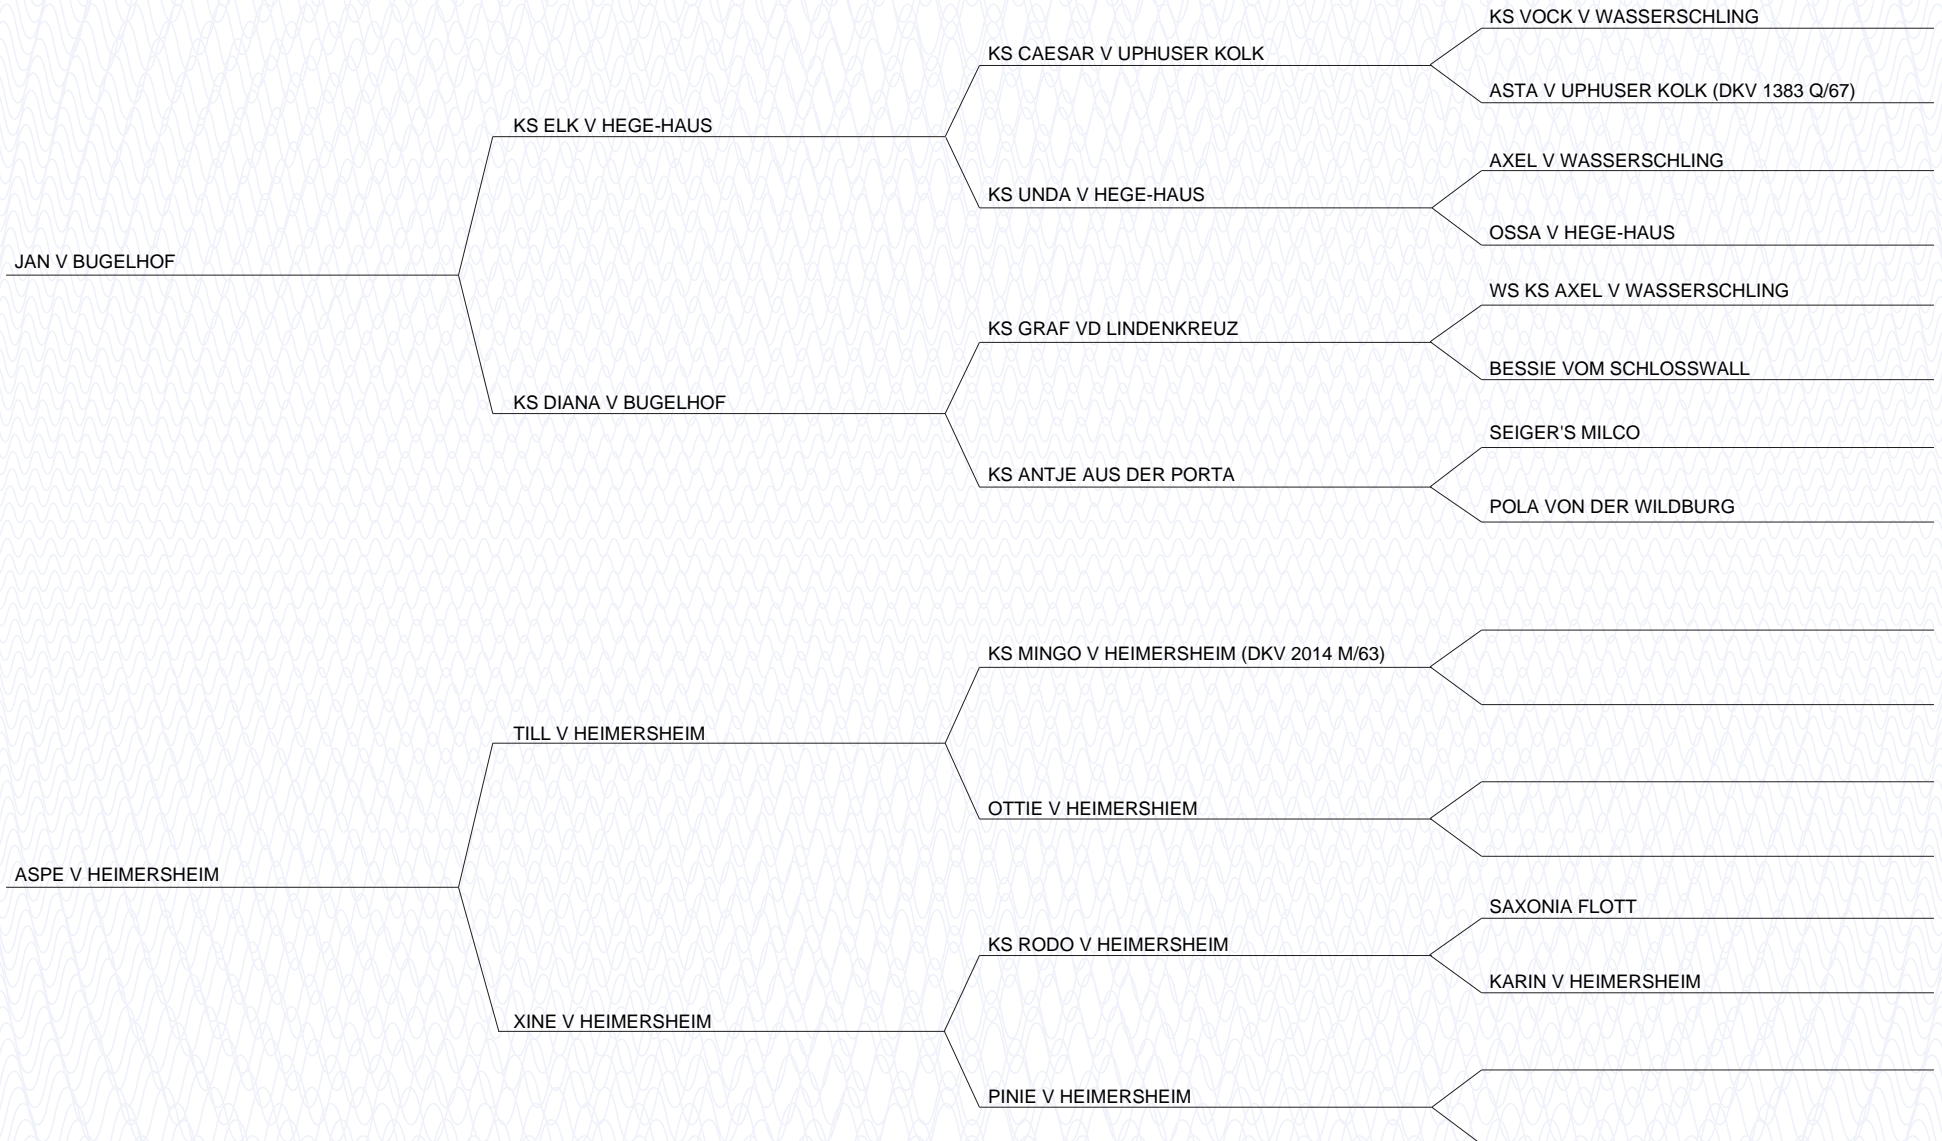 KS VOCK V WASSERSCHLING
KS CAESAR V UPHUSER KOLK
ASTA V UPHUSER KOLK (DKV 1383 Q/67)
KS ELK V HEGE-HAUS
AXEL V WASSERSCHLING
KS UNDA V HEGE-HAUS
OSSA V HEGE-HAUS
JAN V BUGELHOF
WS KS AXEL V WASSERSCHLING
KS GRAF VD LINDENKREUZ
BESSIE VOM SCHLOSSWALL
KS DIANA V BUGELHOF
SEIGER'S MILCO
KS ANTJE AUS DER PORTA
POLA VON DER WILDBURG
KS MINGO V HEIMERSHEIM (DKV 2014 M/63)
TILL V HEIMERSHEIM
OTTIE V HEIMERSHIEM
ASPE V HEIMERSHEIM
SAXONIA FLOTT
KS RODO V HEIMERSHEIM
KARIN V HEIMERSHEIM
XINE V HEIMERSHEIM
PINIE V HEIMERSHEIM